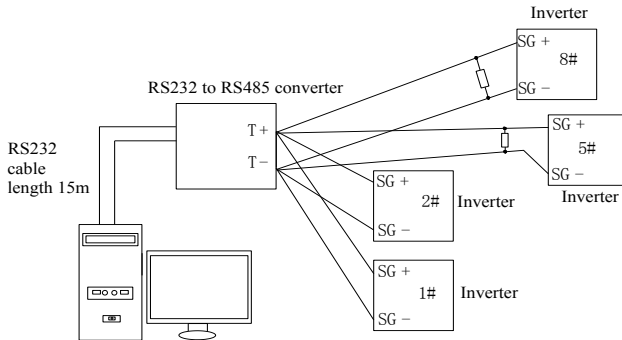 Inverter
SG +
8#
SG −
RS232 to RS485 converter
T +
T −
SG +
5#
SG −
Inverter
RS232
cable
length 15m
SG +
2#
SG −
Inverter
SG +
1#
SG −
Inverter